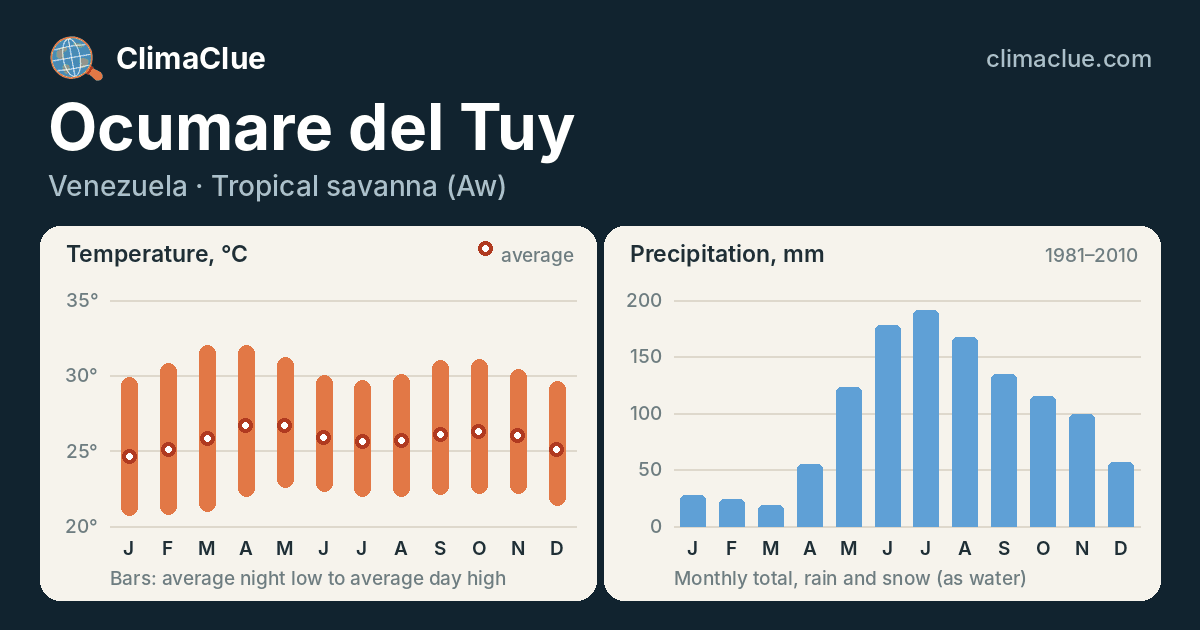 ClimaClue
climaclue.com
Ocumare del Tuy
Venezuela · Tropical savanna (Aw)
Temperature, °C
average
35°
30°
25°
20°
J F M A M J J A S O N D
Bars: average night low to average day high
Precipitation, mm
1981–2010
200
150
100
50
0
J F M A M J J A S O N D
Monthly total, rain and snow (as water)